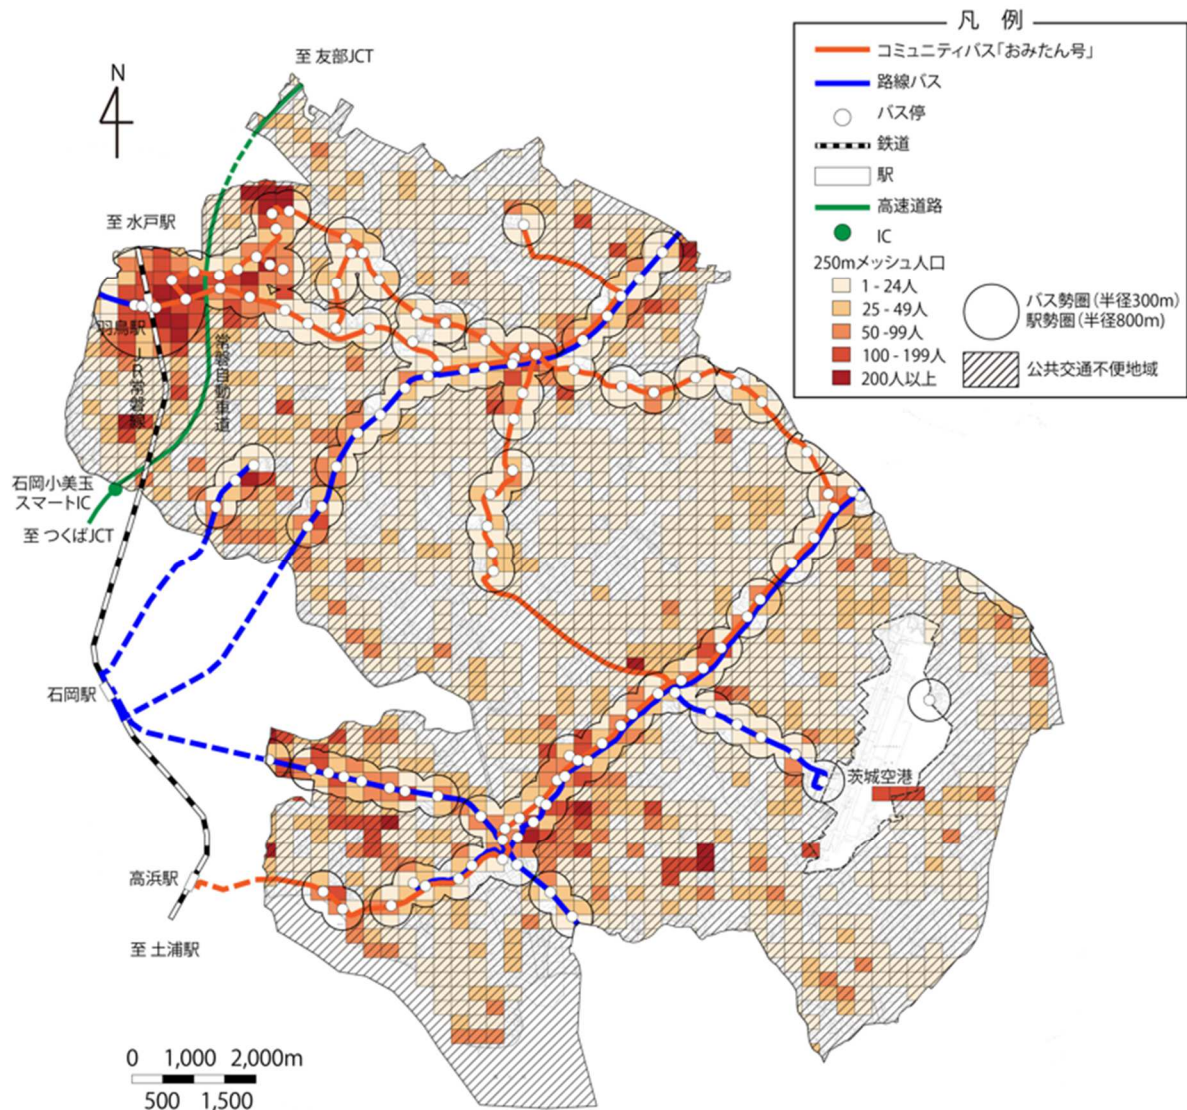 凡 例
コミュニティバス「おみたん号」
路線バス
バス停
鉄道
駅
高速道路
IC
250mメッシュ人口
1 - 24人
25 - 49人
50 -99人
100 - 199人
200人以上
バス勢圏(半径300m)
駅勢圏(半径800m)
公共交通不便地域
至 友部JCT
N
至 水戸駅
羽鳥駅
JR常磐線
常磐自動車道
石岡小美玉
スマートIC
至 つくばJCT
石岡駅
茨城空港
高浜駅
至 土浦駅
0 1,000 2,000m
500 1,500